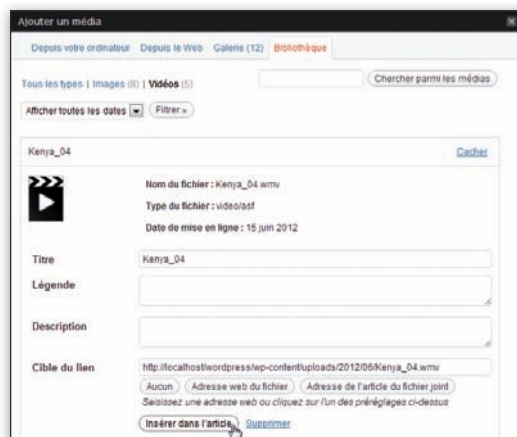 Ajouter un média
Depuis votre ordinateur Depuis le Web Galerie (12) Bibliothèque
Chercher parmi les médias
Tous les types | Images (8) | Vidéos (5)
Afficher toutes les dates Filtrer »
Kenya_04 Cacher
Nom du fichier : Kenya_04.wmv
Type du fichier : video/asf
Date de mise en ligne : 15 juin 2012
Titre Kenya_04
Légende
Description
Cible du lien http://localhost/wordpress/wp-content/uploads/2012/06/Kenya_04.wmv
Aucun Adresse web du fichier Adresse de l'article du fichier joint
Saisissez une adresse web ou cliquez sur l'un des préréglages ci-dessus
Insérer dans l'article Supprimer